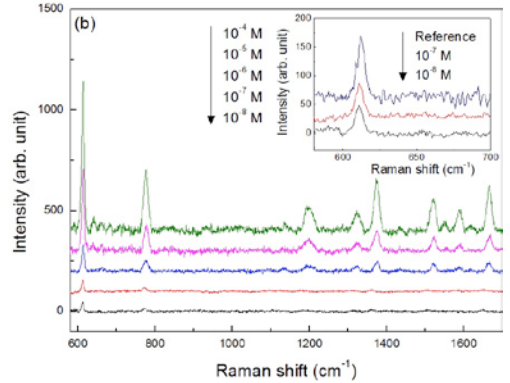 (b)
10⁻⁴ M
10⁻⁵ M
10⁻⁶ M
10⁻⁷ M
10⁻⁸ M
Reference
10⁻⁷ M
10⁻⁸ M
200
150
100
50
0
600
650
700
Intensity (arb. unit)
Raman shift (cm⁻¹)
1500
1000
500
0
600
800
1000
1200
1400
1600
Intensity (arb. unit)
Raman shift (cm⁻¹)